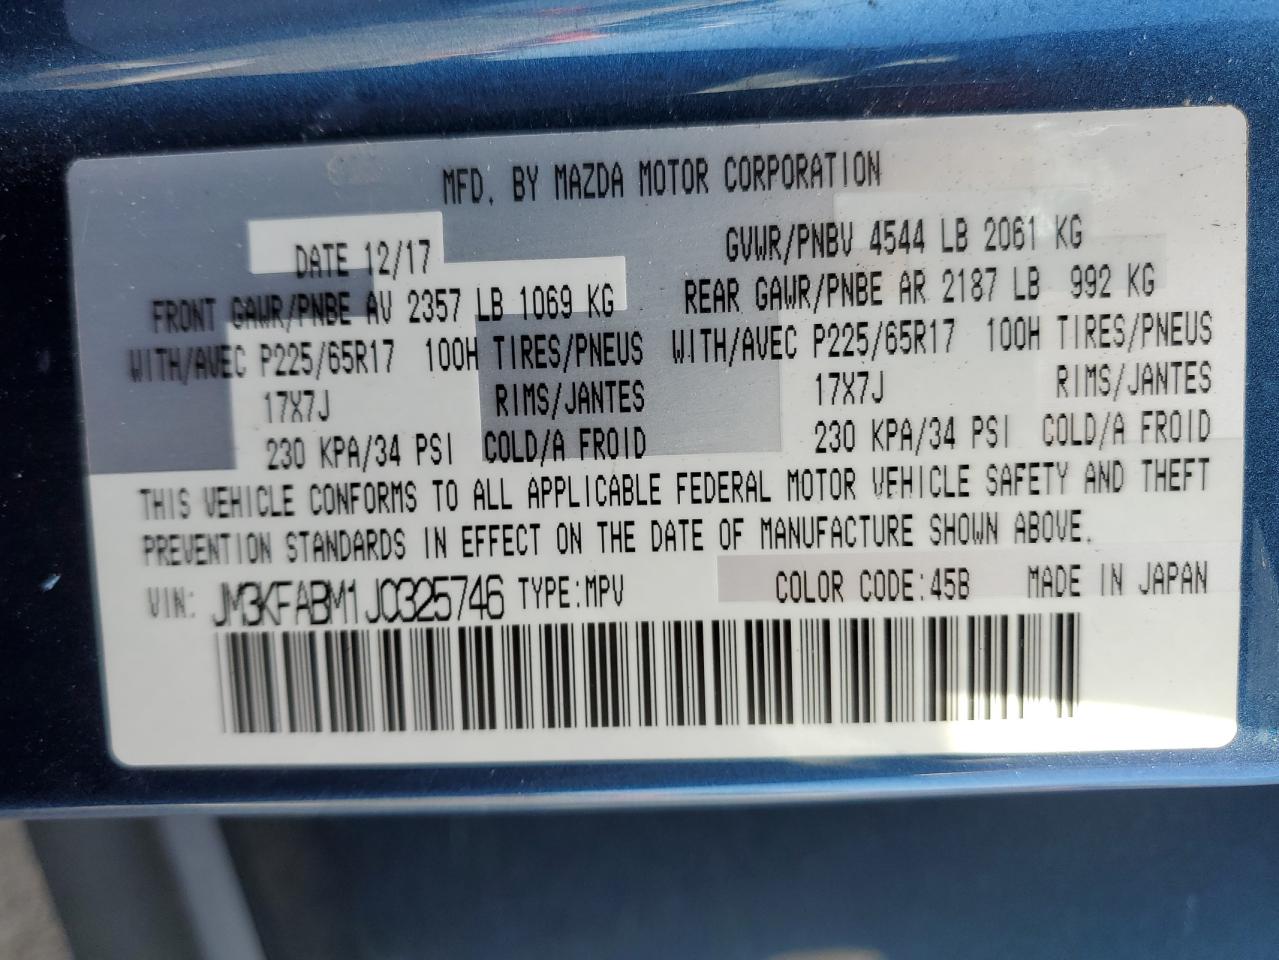 MFD. BY MAZDA MOTOR CORPORATION
DATE 12/17 GVWR/PNBV 4544 LB 2061 KG
FRONT GAWR/PNBE AV 2357 LB 1069 KG REAR GAWR/PNBE AR 2187 LB 992 KG
WITH/AVEC P225/65R17 100H TIRES/PNEUS WITH/AVEC P225/65R17 100H TIRES/PNEUS
17X7J RIMS/JANTES 17X7J RIMS/JANTES
230 KPA/34 PSI COLD/A FROID 230 KPA/34 PSI COLD/A FROID
THIS VEHICLE CONFORMS TO ALL APPLICABLE FEDERAL MOTOR VEHICLE SAFETY AND THEFT
PREVENTION STANDARDS IN EFFECT ON THE DATE OF MANUFACTURE SHOWN ABOVE.
VIN: JM3KFABM1J0325746 TYPE:MPV COLOR CODE:45B MADE IN JAPAN